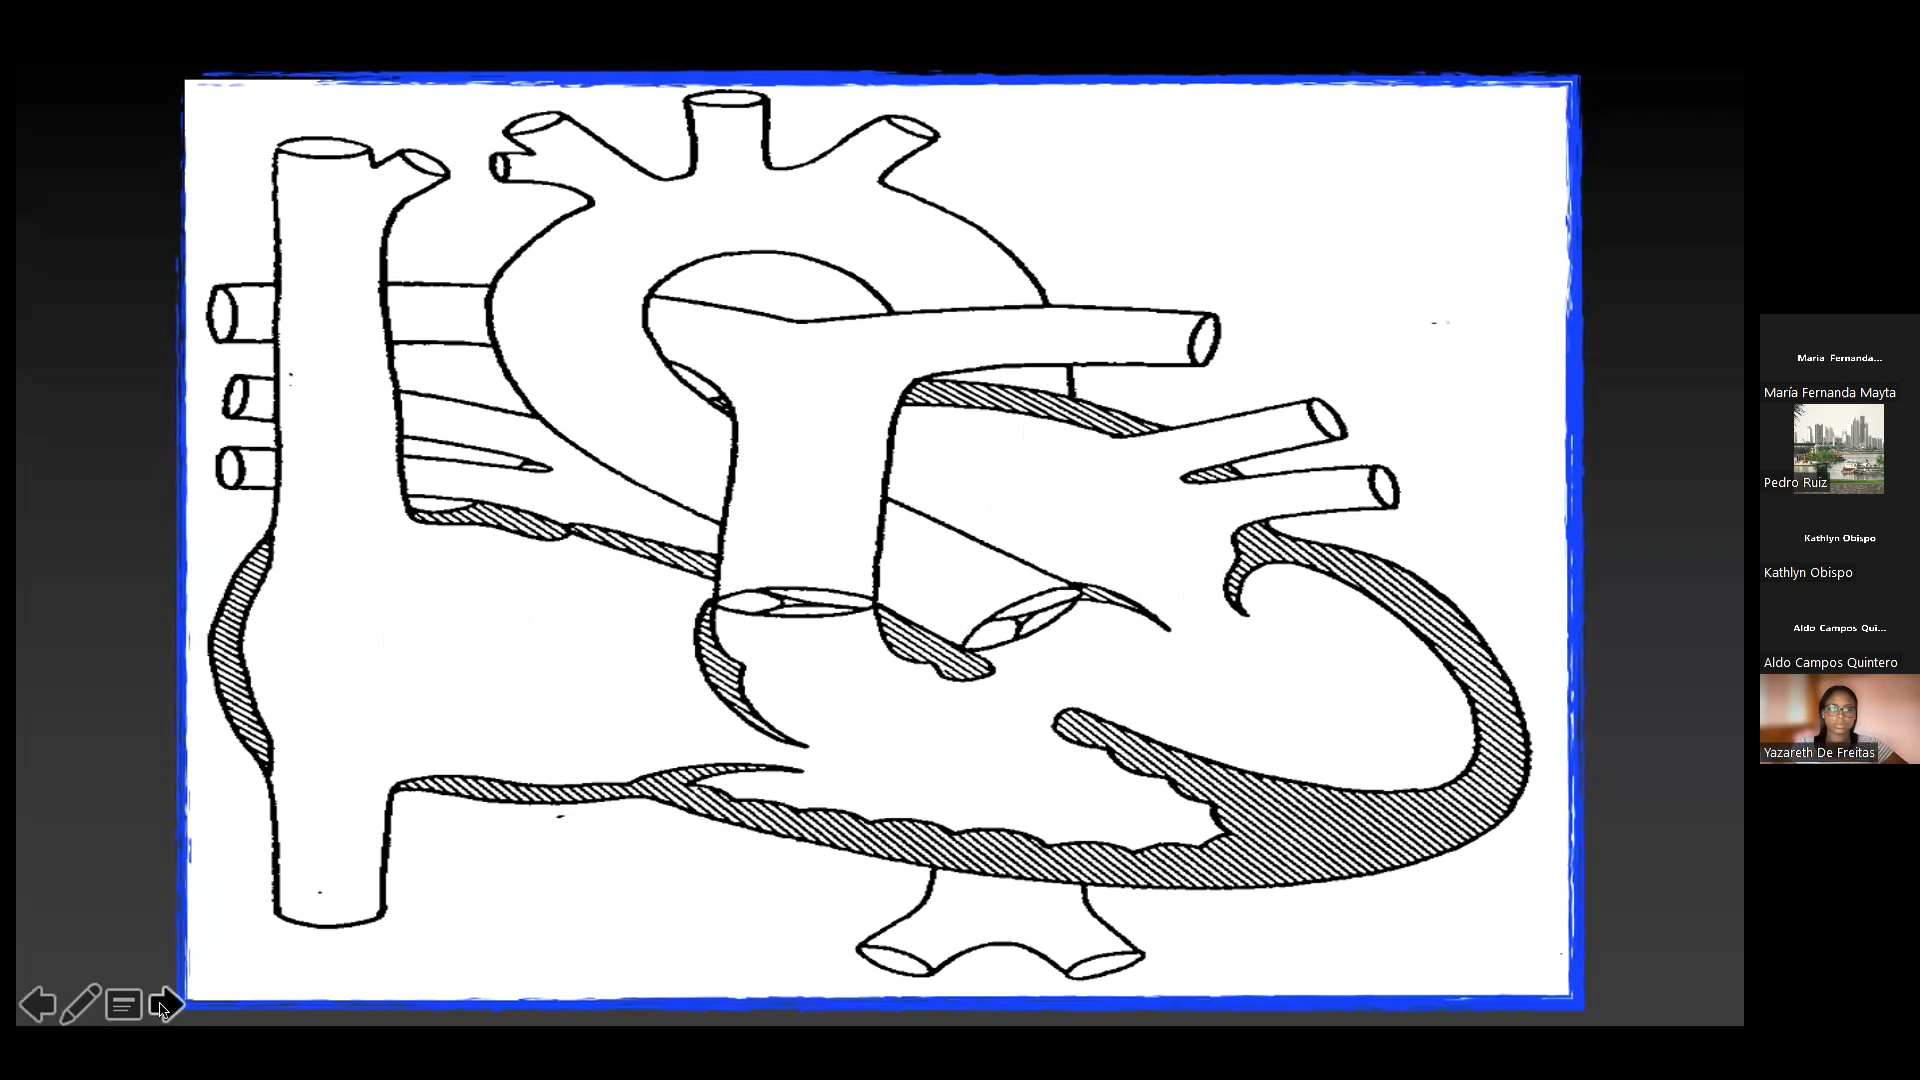 Maria Fernanda...
María Fernanda Mayta
Pedro Ruiz
Kathlyn Obispo
Kathlyn Obispo
Aldo Campos Qui...
Aldo Campos Quintero
Yazareth De Freitas